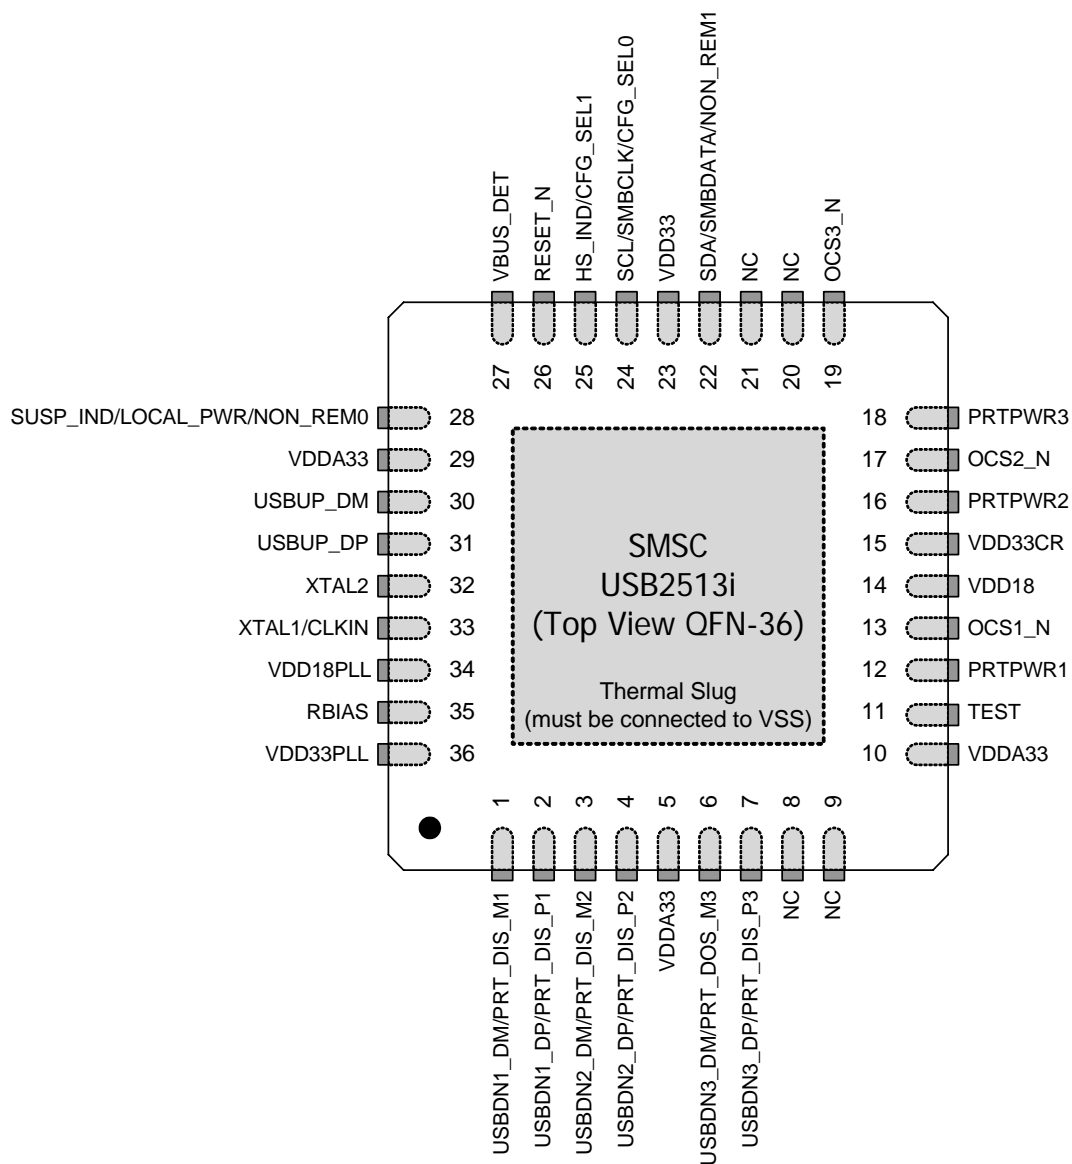 VBUS_DET
RESET_N
HS_IND/CFG_SEL1
SCL/SMBCLK/CFG_SEL0
VDD33
SDA/SMBDATA/NON_REM1
NC
NC
OCS3_N
27
26
25
24
23
22
21
20
19
SUSP_IND/LOCAL_PWR/NON_REM0 28
VDDA33 29
USBUP_DM 30
USBUP_DP 31
XTAL2 32
XTAL1/CLKIN 33
VDD18PLL 34
RBIAS 35
VDD33PLL 36
SMSC
USB2513i
(Top View QFN-36)
Thermal Slug
(must be connected to VSS)
18 PRTPWR3
17 OCS2_N
16 PRTPWR2
15 VDD33CR
14 VDD18
13 OCS1_N
12 PRTPWR1
11 TEST
10 VDDA33
1
2
3
4
5
6
7
8
9
USBDN1_DM/PRT_DIS_M1
USBDN1_DP/PRT_DIS_P1
USBDN2_DM/PRT_DIS_M2
USBDN2_DP/PRT_DIS_P2
VDDA33
USBDN3_DM/PRT_DOS_M3
USBDN3_DP/PRT_DIS_P3
NC
NC